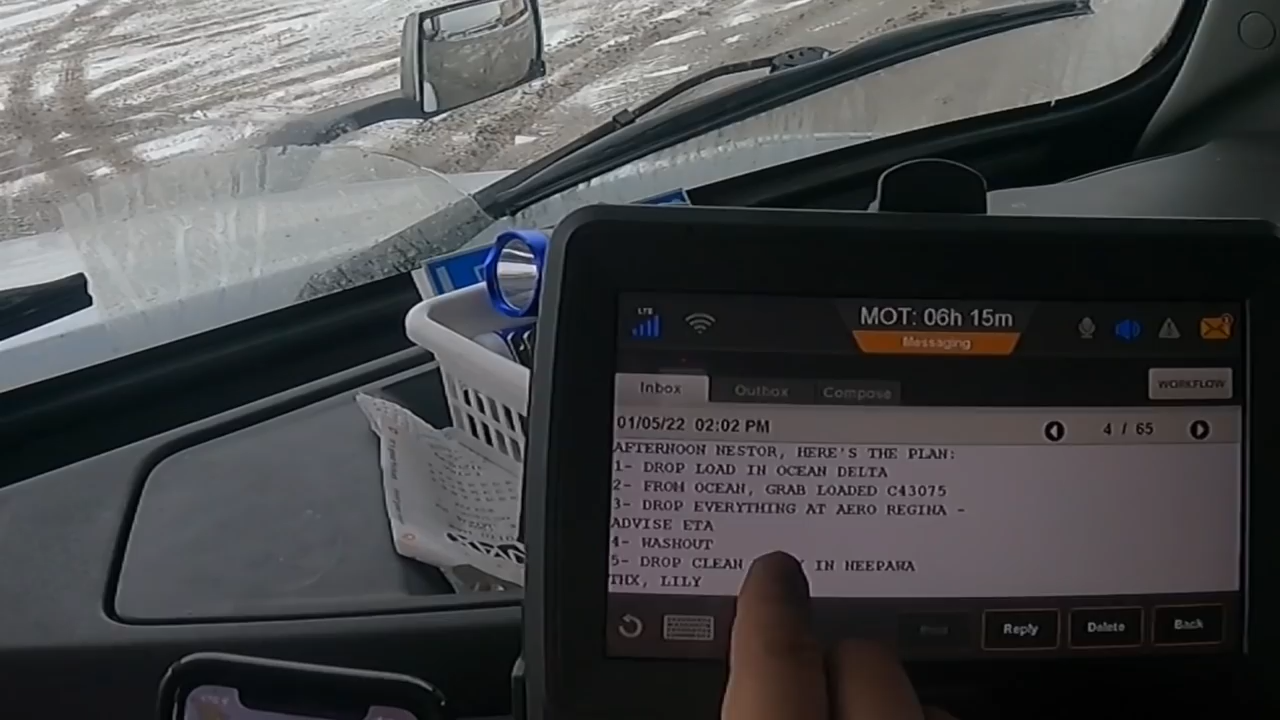 LTE
MOT: 06h 15m
Messaging
Inbox
Outbox
Compose
WORKFLOW
01/05/22 02:02 PM
4 / 65
AFTERNOON NESTOR, HERE'S THE PLAN:
1- DROP LOAD IN OCEAN DELTA
2- FROM OCEAN, GRAB LOADED C43075
3- DROP EVERYTHING AT AERO REGINA -
ADVISE ETA
4- WASHOUT
5- DROP CLEAN IN NEEPAWA
THX, LILY
Reply
Delete
Back